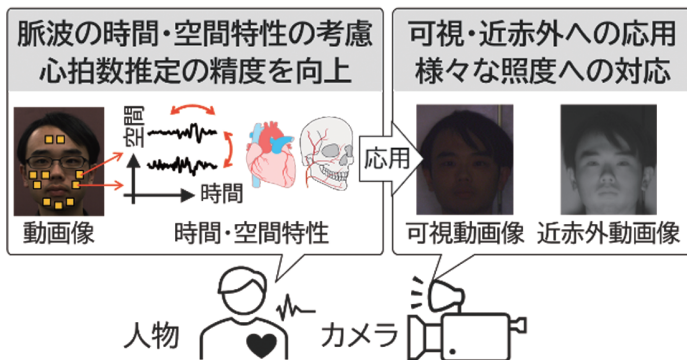 脈波の時間・空間特性の考慮
心拍数推定の精度を向上
空間
時間
動画像
時間・空間特性
応用
可視・近赤外への応用
様々な照度への対応
可視動画像
近赤外動画像
人物
カメラ